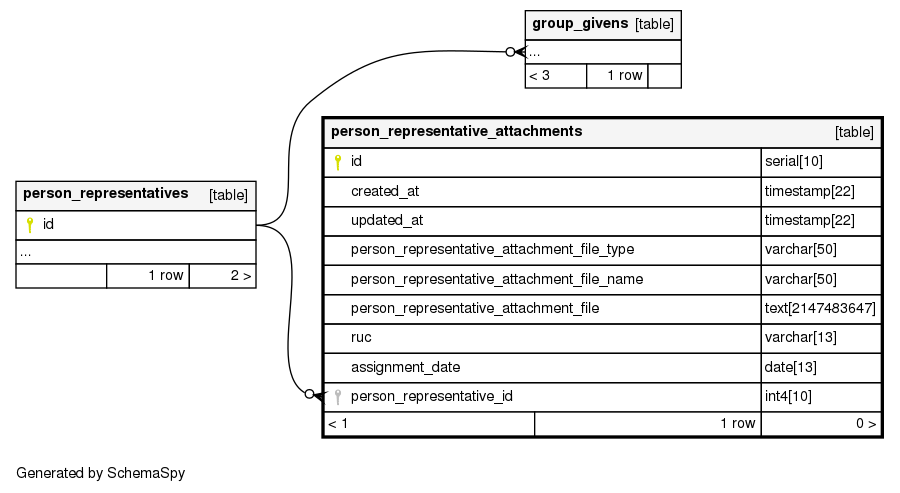 group_givens [table]
...
< 3 1 row
person_representative_attachments [table]
id serial[10]
created_at timestamp[22]
updated_at timestamp[22]
person_representative_attachment_file_type varchar[50]
person_representative_attachment_file_name varchar[50]
person_representative_attachment_file text[2147483647]
ruc varchar[13]
assignment_date date[13]
person_representative_id int4[10]
< 1 1 row 0 >
person_representatives [table]
id
...
1 row 2 >
Generated by SchemaSpy